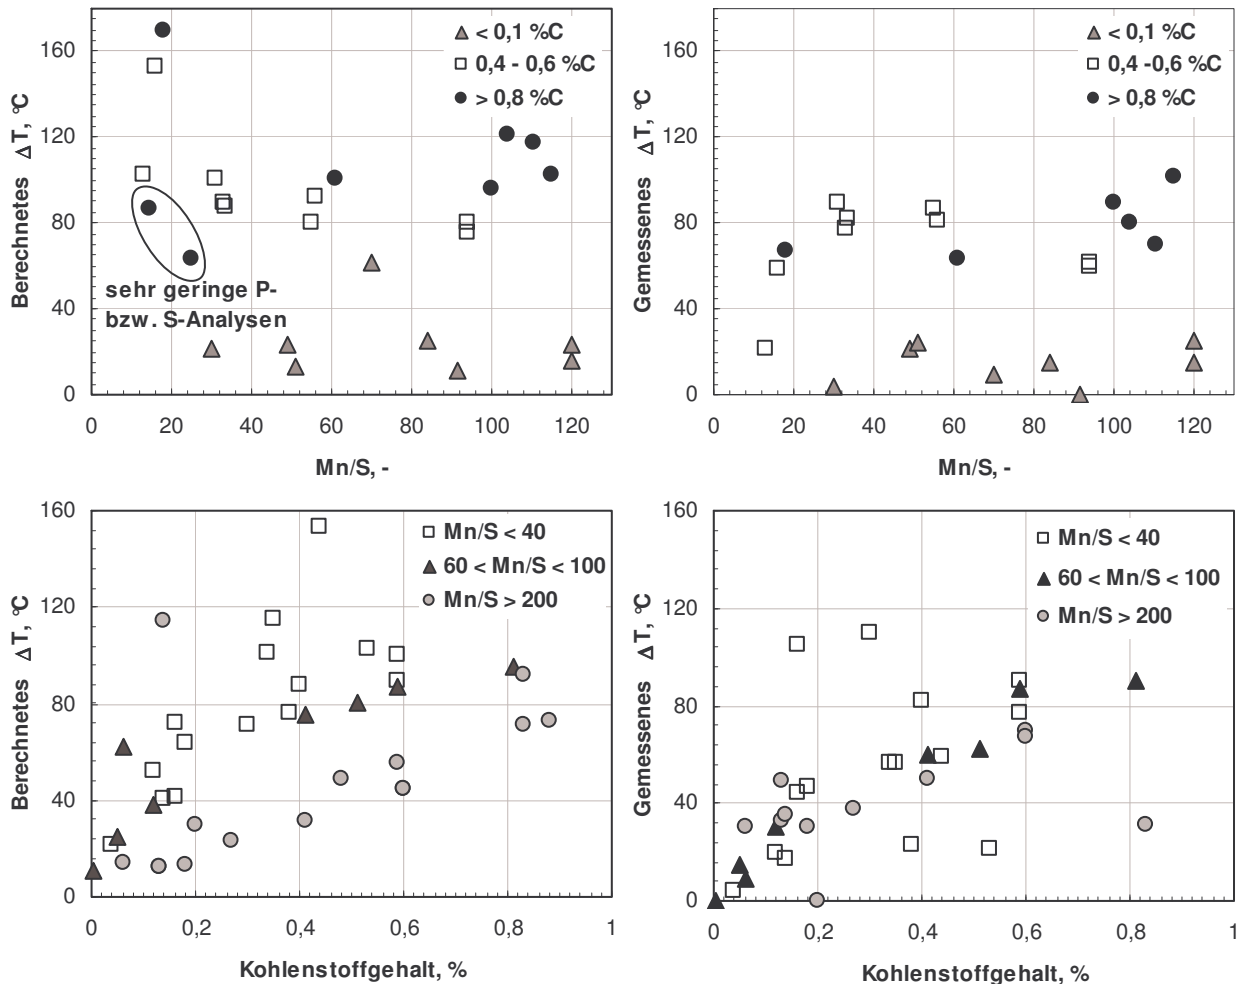 Berechnetes ΔT, °C
160
120
80
40
0
< 0,1 %C
0,4 - 0,6 %C
> 0,8 %C
sehr geringe P-
bzw. S-Analysen
0 20 40 60 80 100 120
Mn/S, -
Gemessenes ΔT, °C
160
120
80
40
0
< 0,1 %C
0,4 -0,6 %C
> 0,8 %C
0 20 40 60 80 100 120
Mn/S, -
Berechnetes ΔT, °C
160
120
80
40
0
Mn/S < 40
60 < Mn/S < 100
Mn/S > 200
0 0,2 0,4 0,6 0,8 1
Kohlenstoffgehalt, %
Gemessenes ΔT, °C
160
120
80
40
0
Mn/S < 40
60 < Mn/S < 100
Mn/S > 200
0 0,2 0,4 0,6 0,8 1
Kohlenstoffgehalt, %